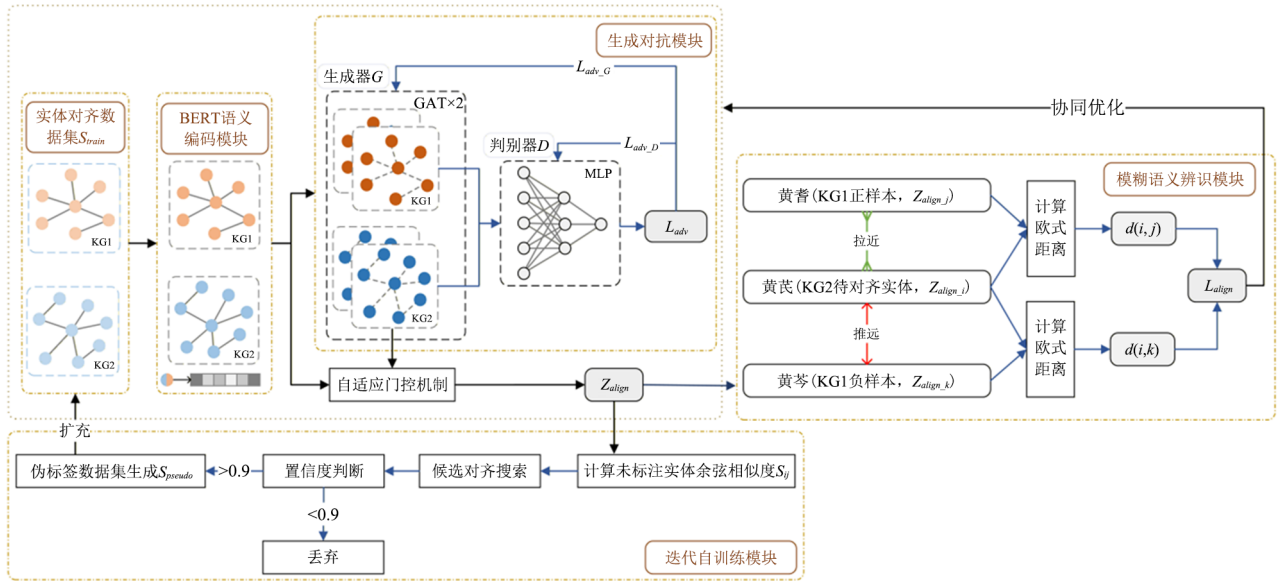 生成对抗模块
生成器G
L_adv_G
GAT×2
实体对齐数
据集S_train
BERT语义
编码模块
KG1
KG1
KG1
判别器D
L_adv_D
MLP
L_adv
KG2
KG2
KG2
自适应门控机制
Z_align
协同优化
模糊语义辨识模块
黄耆(KG1正样本，Z_align_j)
拉近
黄芪(KG2待对齐实体，Z_align_i)
推远
黄芩(KG1负样本，Z_align_k)
计算
欧式
距离
计算
欧式
距离
d(i, j)
d(i,k)
L_align
扩充
伪标签数据集生成S_pseudo
>0.9
置信度判断
候选对齐搜索
计算未标注实体余弦相似度S_ij
<0.9
丢弃
迭代自训练模块